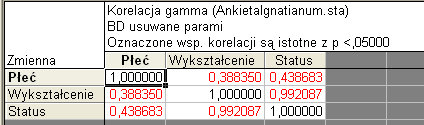 Korelacja gamma (AnkietaIgnatianum.sta)
BD usuwane parami
Oznaczone wsp. korelacji są istotne z p <,05000
Zmienna Płeć Wykształcenie Status
Płeć 1,000000 0,388350 0,438683
Wykształcenie 0,388350 1,000000 0,992087
Status 0,438683 0,992087 1,000000